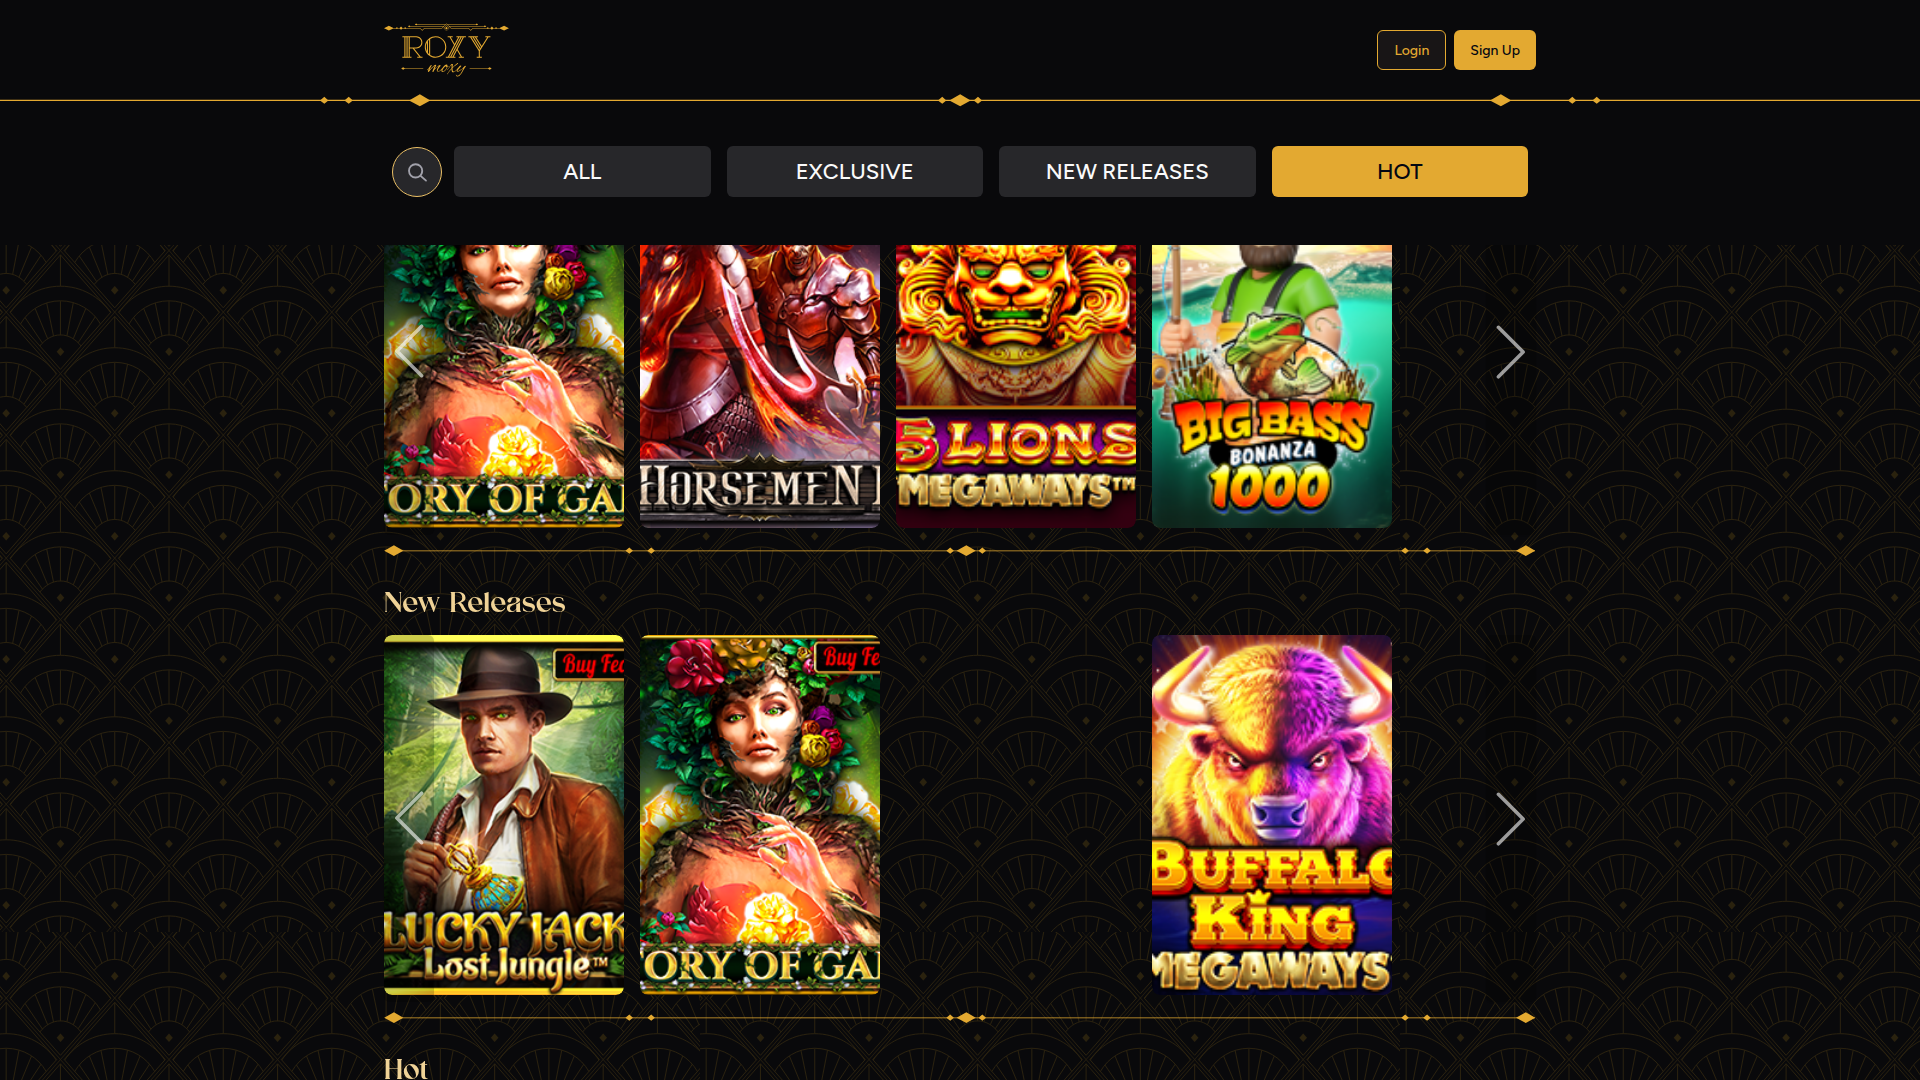 ROXY
moxy
Login
Sign Up
ALL
EXCLUSIVE
NEW RELEASES
HOT
ORY OF GA
HORSEMEN
5 LIONS
MEGAWAYS™
BIG BASS
BONANZA
1000
New Releases
Buy Fea
LUCKY JACK
Lost Jungle™
Buy Fe
ORY OF GA
BUFFALO
KING
MEGAWAYS
Hot